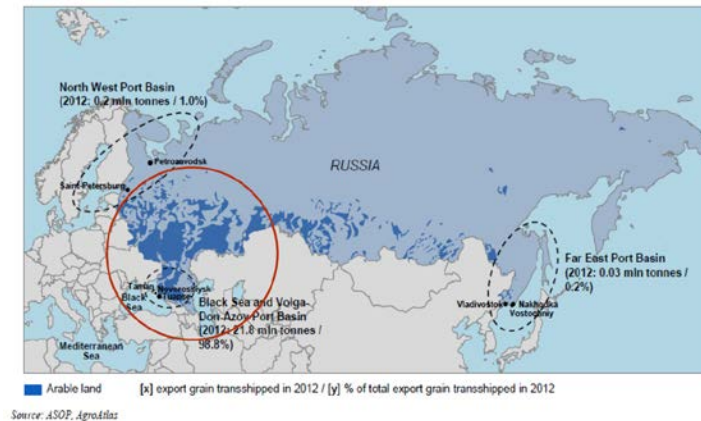 North West Port Basin
(2012: 0.2 mln tonnes / 1.0%)
Petrozavodsk
RUSSIA
Saint-Petersburg
Far East Port Basin
(2012: 0.03 mln tonnes /
0.2%)
Taman
Novorossiysk
Tuapse
Black
Sea
Black Sea and Volga-
Don-Azov Port Basin
(2012: 21.8 mln tonnes /
98.8%)
Vladivostok
Nakhodka
Vostochniy
Mediterranean
Sea
Arable land
[x] export grain transshipped in 2012 / [y] % of total export grain transshipped in 2012
Source: ASOP, AgroAtlas